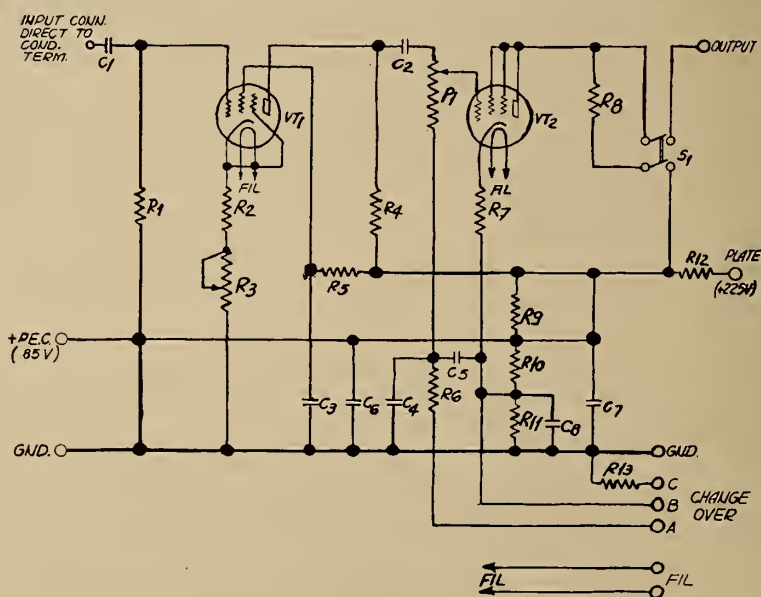 INPUT CONN.
DIRECT TO
COND.
TERM.
C1
C2
P1
VT1
VT2
OUTPUT
R8
S1
FIL
FIL
R1
R2
R4
R7
R3
R5
R12
PLATE
(+225V)
R9
+P.E.C.
(85V)
R10
C5
C3
C6
C4
R6
R11
C8
C7
GND.
GND.
R13
C
B
A
CHANGE
OVER
FIL
FIL